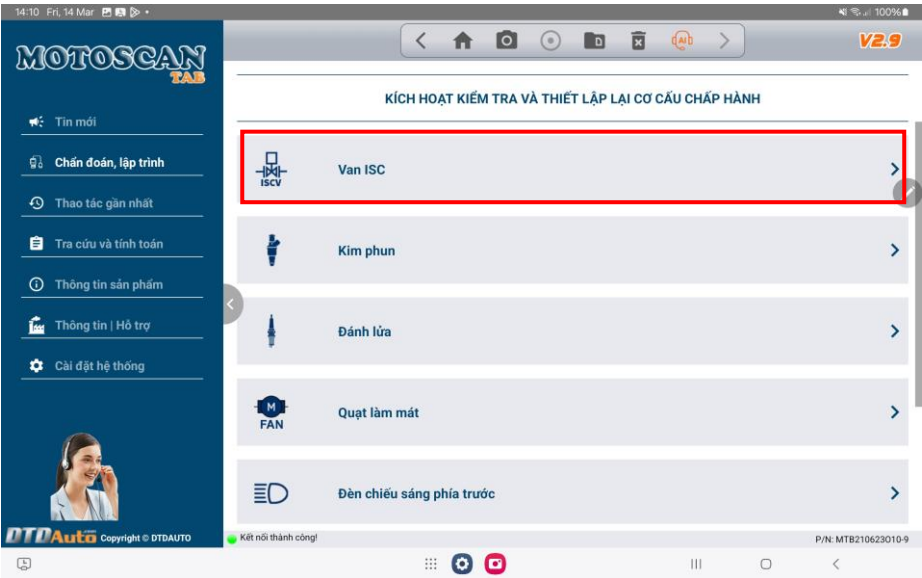 14:10 Fri, 14 Mar
100%
MOTOSCAN
TAB
D
AI
V2.9
Tin mới
Chẩn đoán, lập trình
Thao tác gần nhất
Tra cứu và tính toán
Thông tin sản phẩm
Thông tin | Hỗ trợ
Cài đặt hệ thống
KÍCH HOẠT KIỂM TRA VÀ THIẾT LẬP LẠI CƠ CẤU CHẤP HÀNH
ISCV
Van ISC
Kim phun
Đánh lửa
M
FAN
Quạt làm mát
Đèn chiếu sáng phía trước
DTDAuto.com Copyright © DTDAUTO
Kết nối thành công!
P/N: MTB210623O10-9